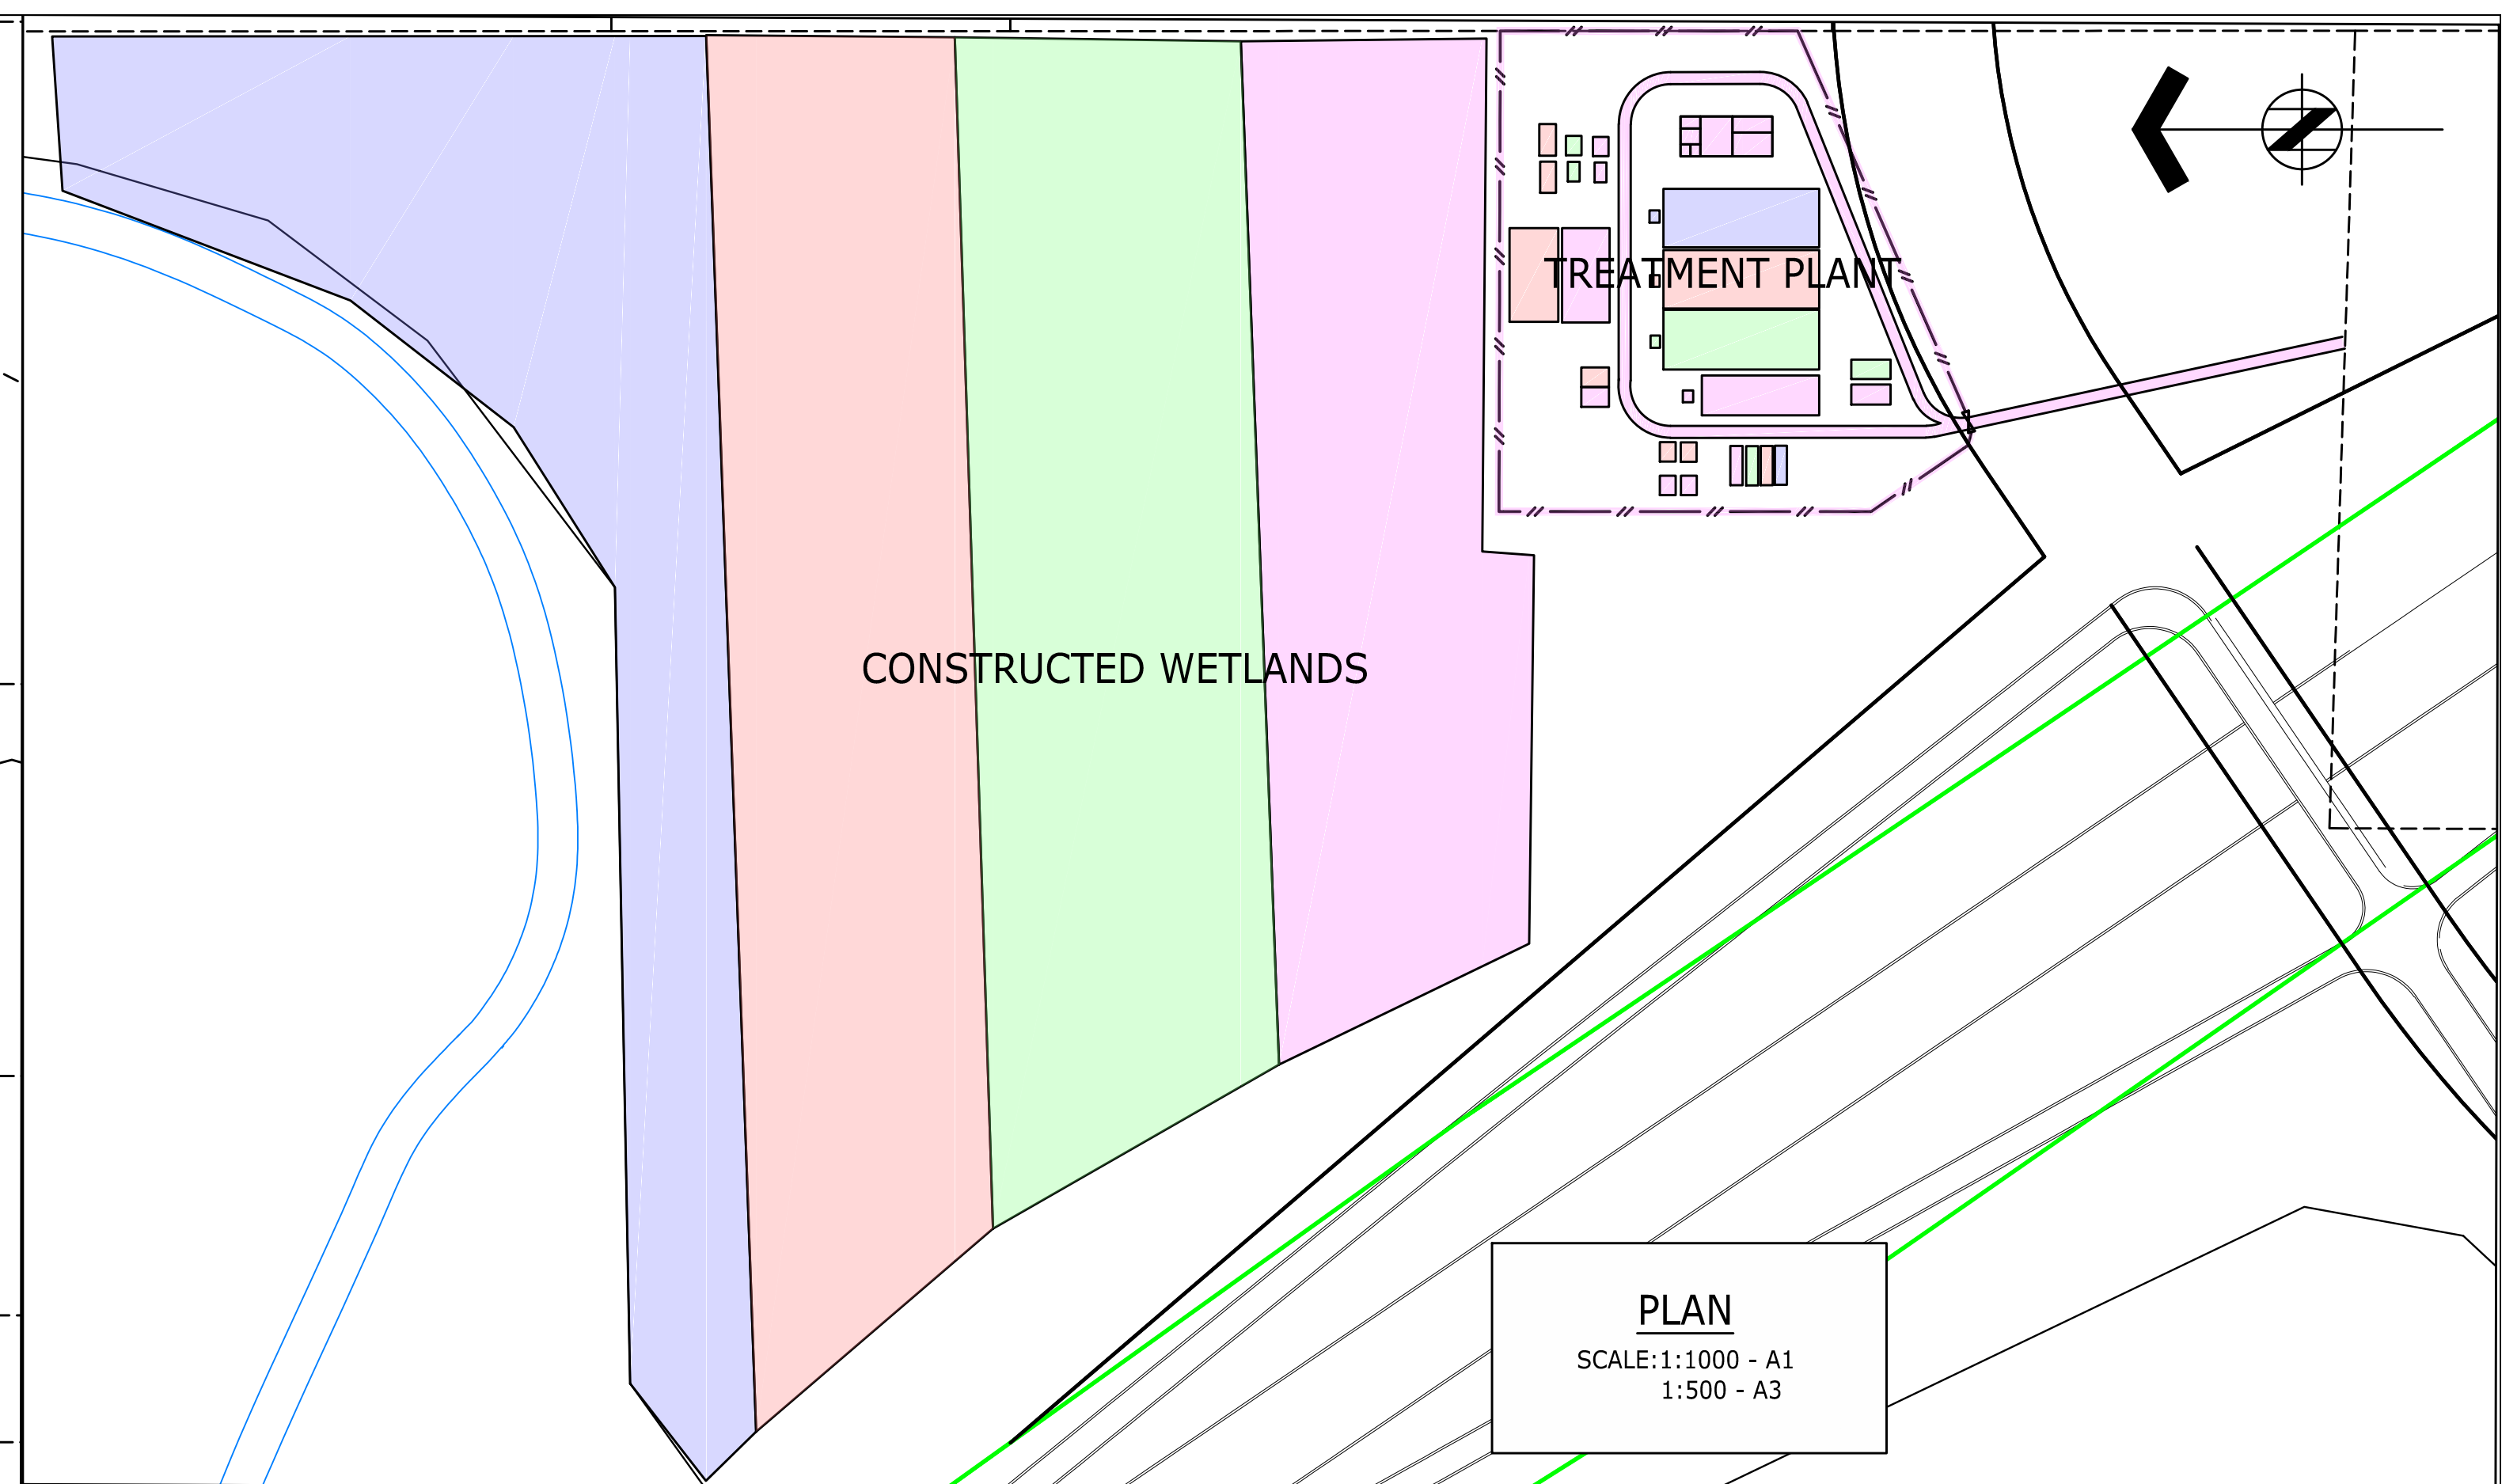 TREATMENT PLANT
CONSTRUCTED WETLANDS
PLAN
SCALE:1:1000 - A1
1:500 - A3